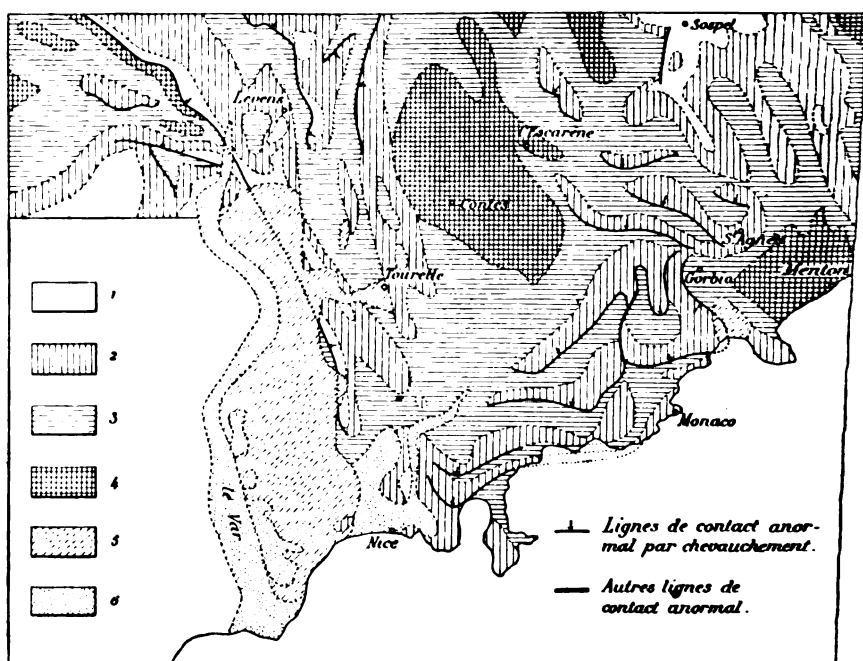 Sospel
Levens
l'Escarène
Contes
Agnès
Tourette
Gorbio
Menton
1
2
3
4
5
6
le Var
Monaco
Nice
Lignes de contact anor-
mal par chevauchement.
Autres lignes de
contact anormal.